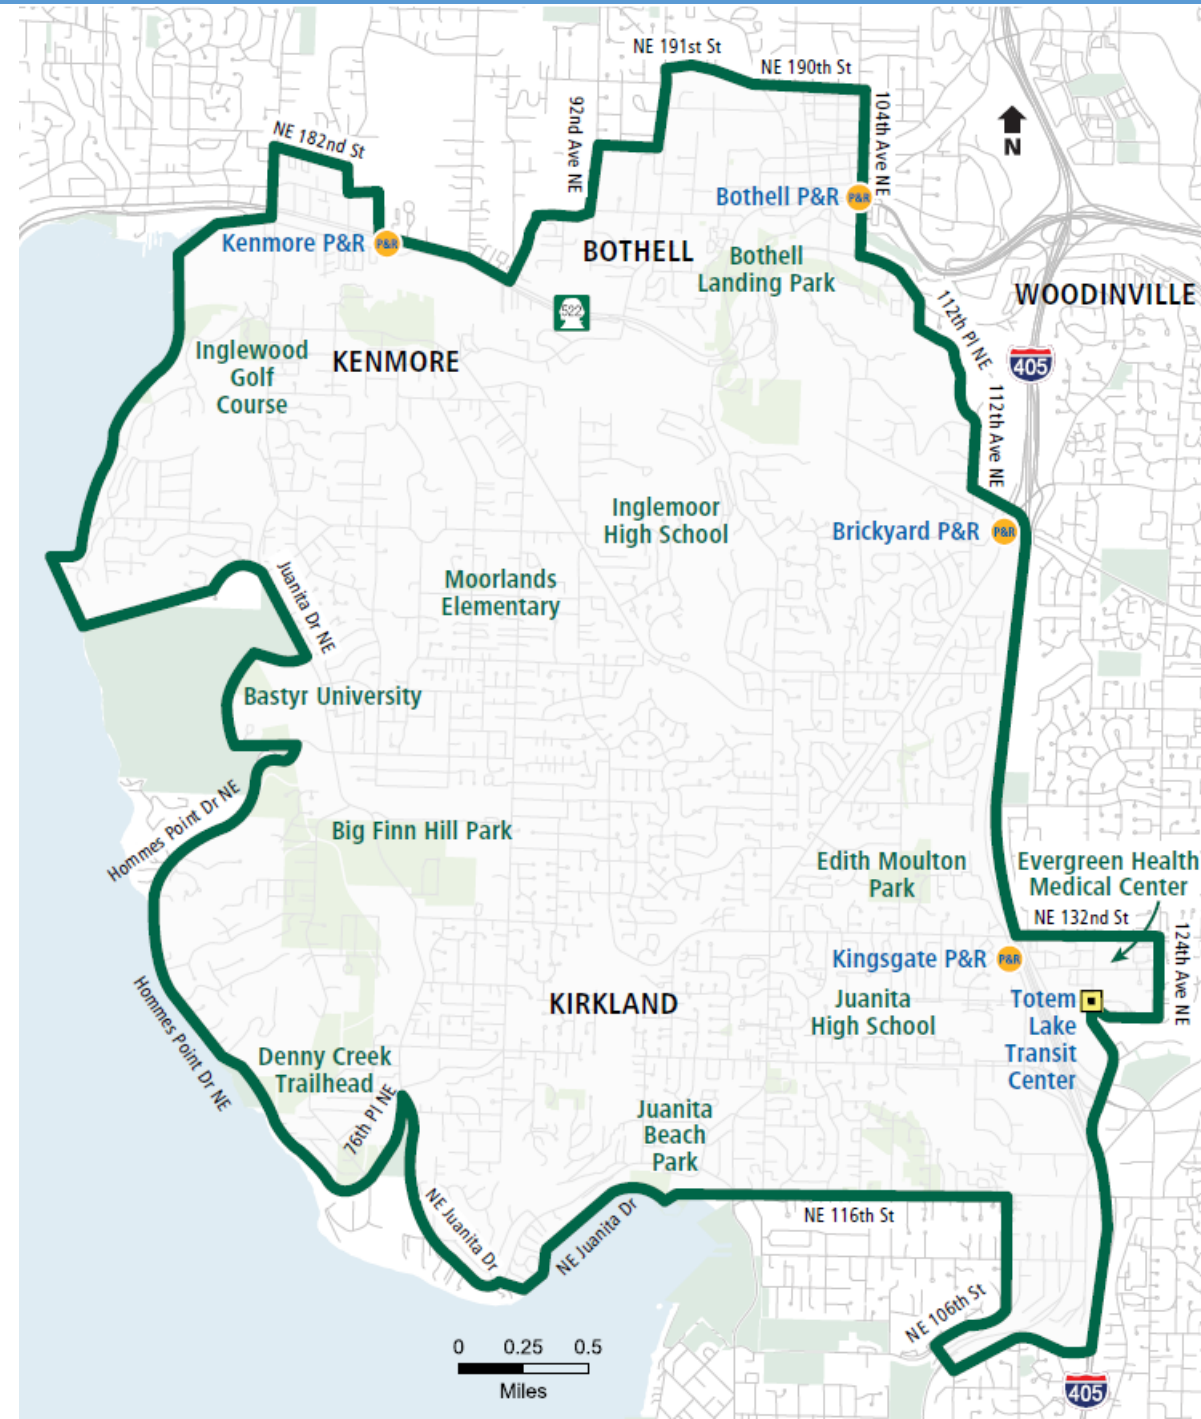 NE 191st St
NE 190th St
92nd Ave NE
104th Ave NE
N
NE 182nd St
Bothell P&R
P&R
Kenmore P&R
P&R
BOTHELL
Bothell
Landing Park
WOODINVILLE
522
112th Pl NE
405
Inglewood
Golf
Course
KENMORE
112th Ave NE
Inglemoor
High School
Brickyard P&R
P&R
Moorlands
Elementary
Juanita Dr NE
Bastyr University
Hommes Point Dr NE
Big Finn Hill Park
Edith Moulton
Park
Evergreen Health
Medical Center
NE 132nd St
124th Ave NE
Kingsgate P&R
P&R
KIRKLAND
Juanita
High School
Totem
Lake
Transit
Center
Hommes Point Dr NE
Denny Creek
Trailhead
76th Pl NE
Juanita
Beach
Park
NE Juanita Dr
NE Juanita Dr
NE 116th St
NE 106th St
0 0.25 0.5
Miles
405